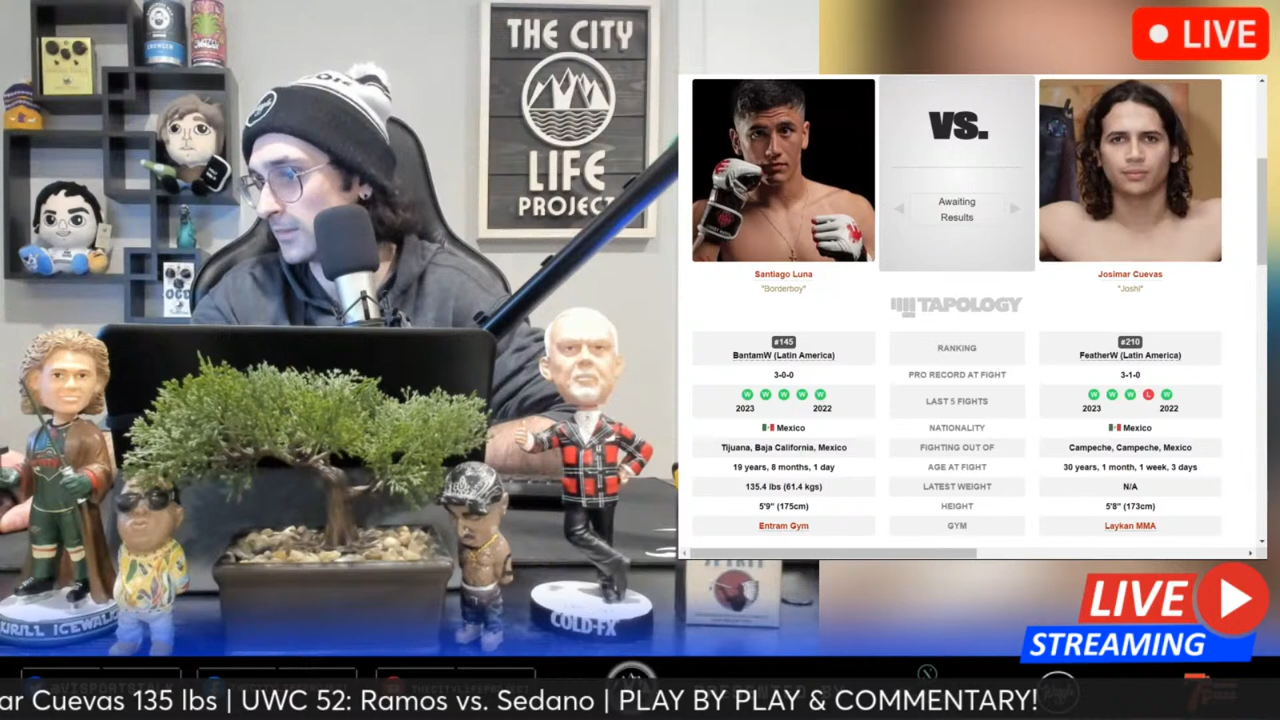 THE CITY
LIFE
PROJECT
OCD
LIVE
VS.
Awaiting
Results
Santiago Luna
"Borderboy"
Josimar Cuevas
"Joshi"
TAPOLOGY
#145
BantamW (Latin America)
RANKING
#210
FeatherW (Latin America)
3-0-0
PRO RECORD AT FIGHT
3-1-0
W W W W W
2023 2022
LAST 5 FIGHTS
W W W L W
2023 2022
Mexico
NATIONALITY
Mexico
Tijuana, Baja California, Mexico
FIGHTING OUT OF
Campeche, Campeche, Mexico
19 years, 8 months, 1 day
AGE AT FIGHT
30 years, 1 month, 1 week, 3 days
135.4 lbs (61.4 kgs)
LATEST WEIGHT
N/A
5'9" (175cm)
HEIGHT
5'8" (173cm)
Entram Gym
GYM
Laykan MMA
COLD-FX
LIVE
STREAMING
ar Cuevas 135 lbs | UWC 52: Ramos vs. Sedano | PLAY BY PLAY & COMMENTARY!